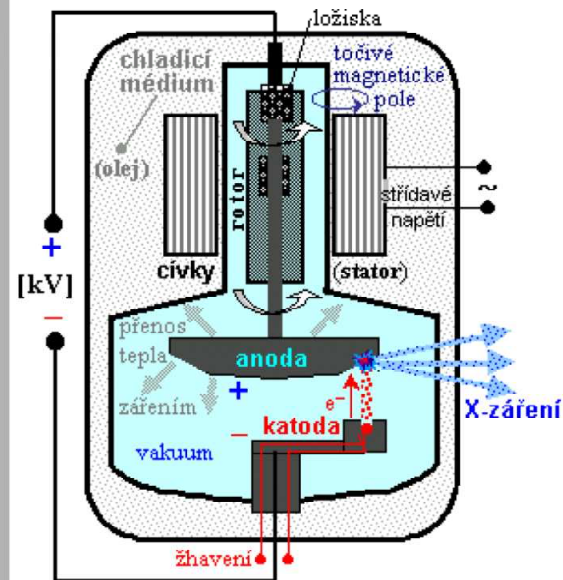 ložiska
chladicí
médium
(olej)
točivé
magnetické
pole
rotor
střídavé
napětí
~
cívky
(stator)
+
[kV]
–
přenos
tepla
zářením
anoda
+
e⁻
– katoda
X-záření
vakuum
žhavení